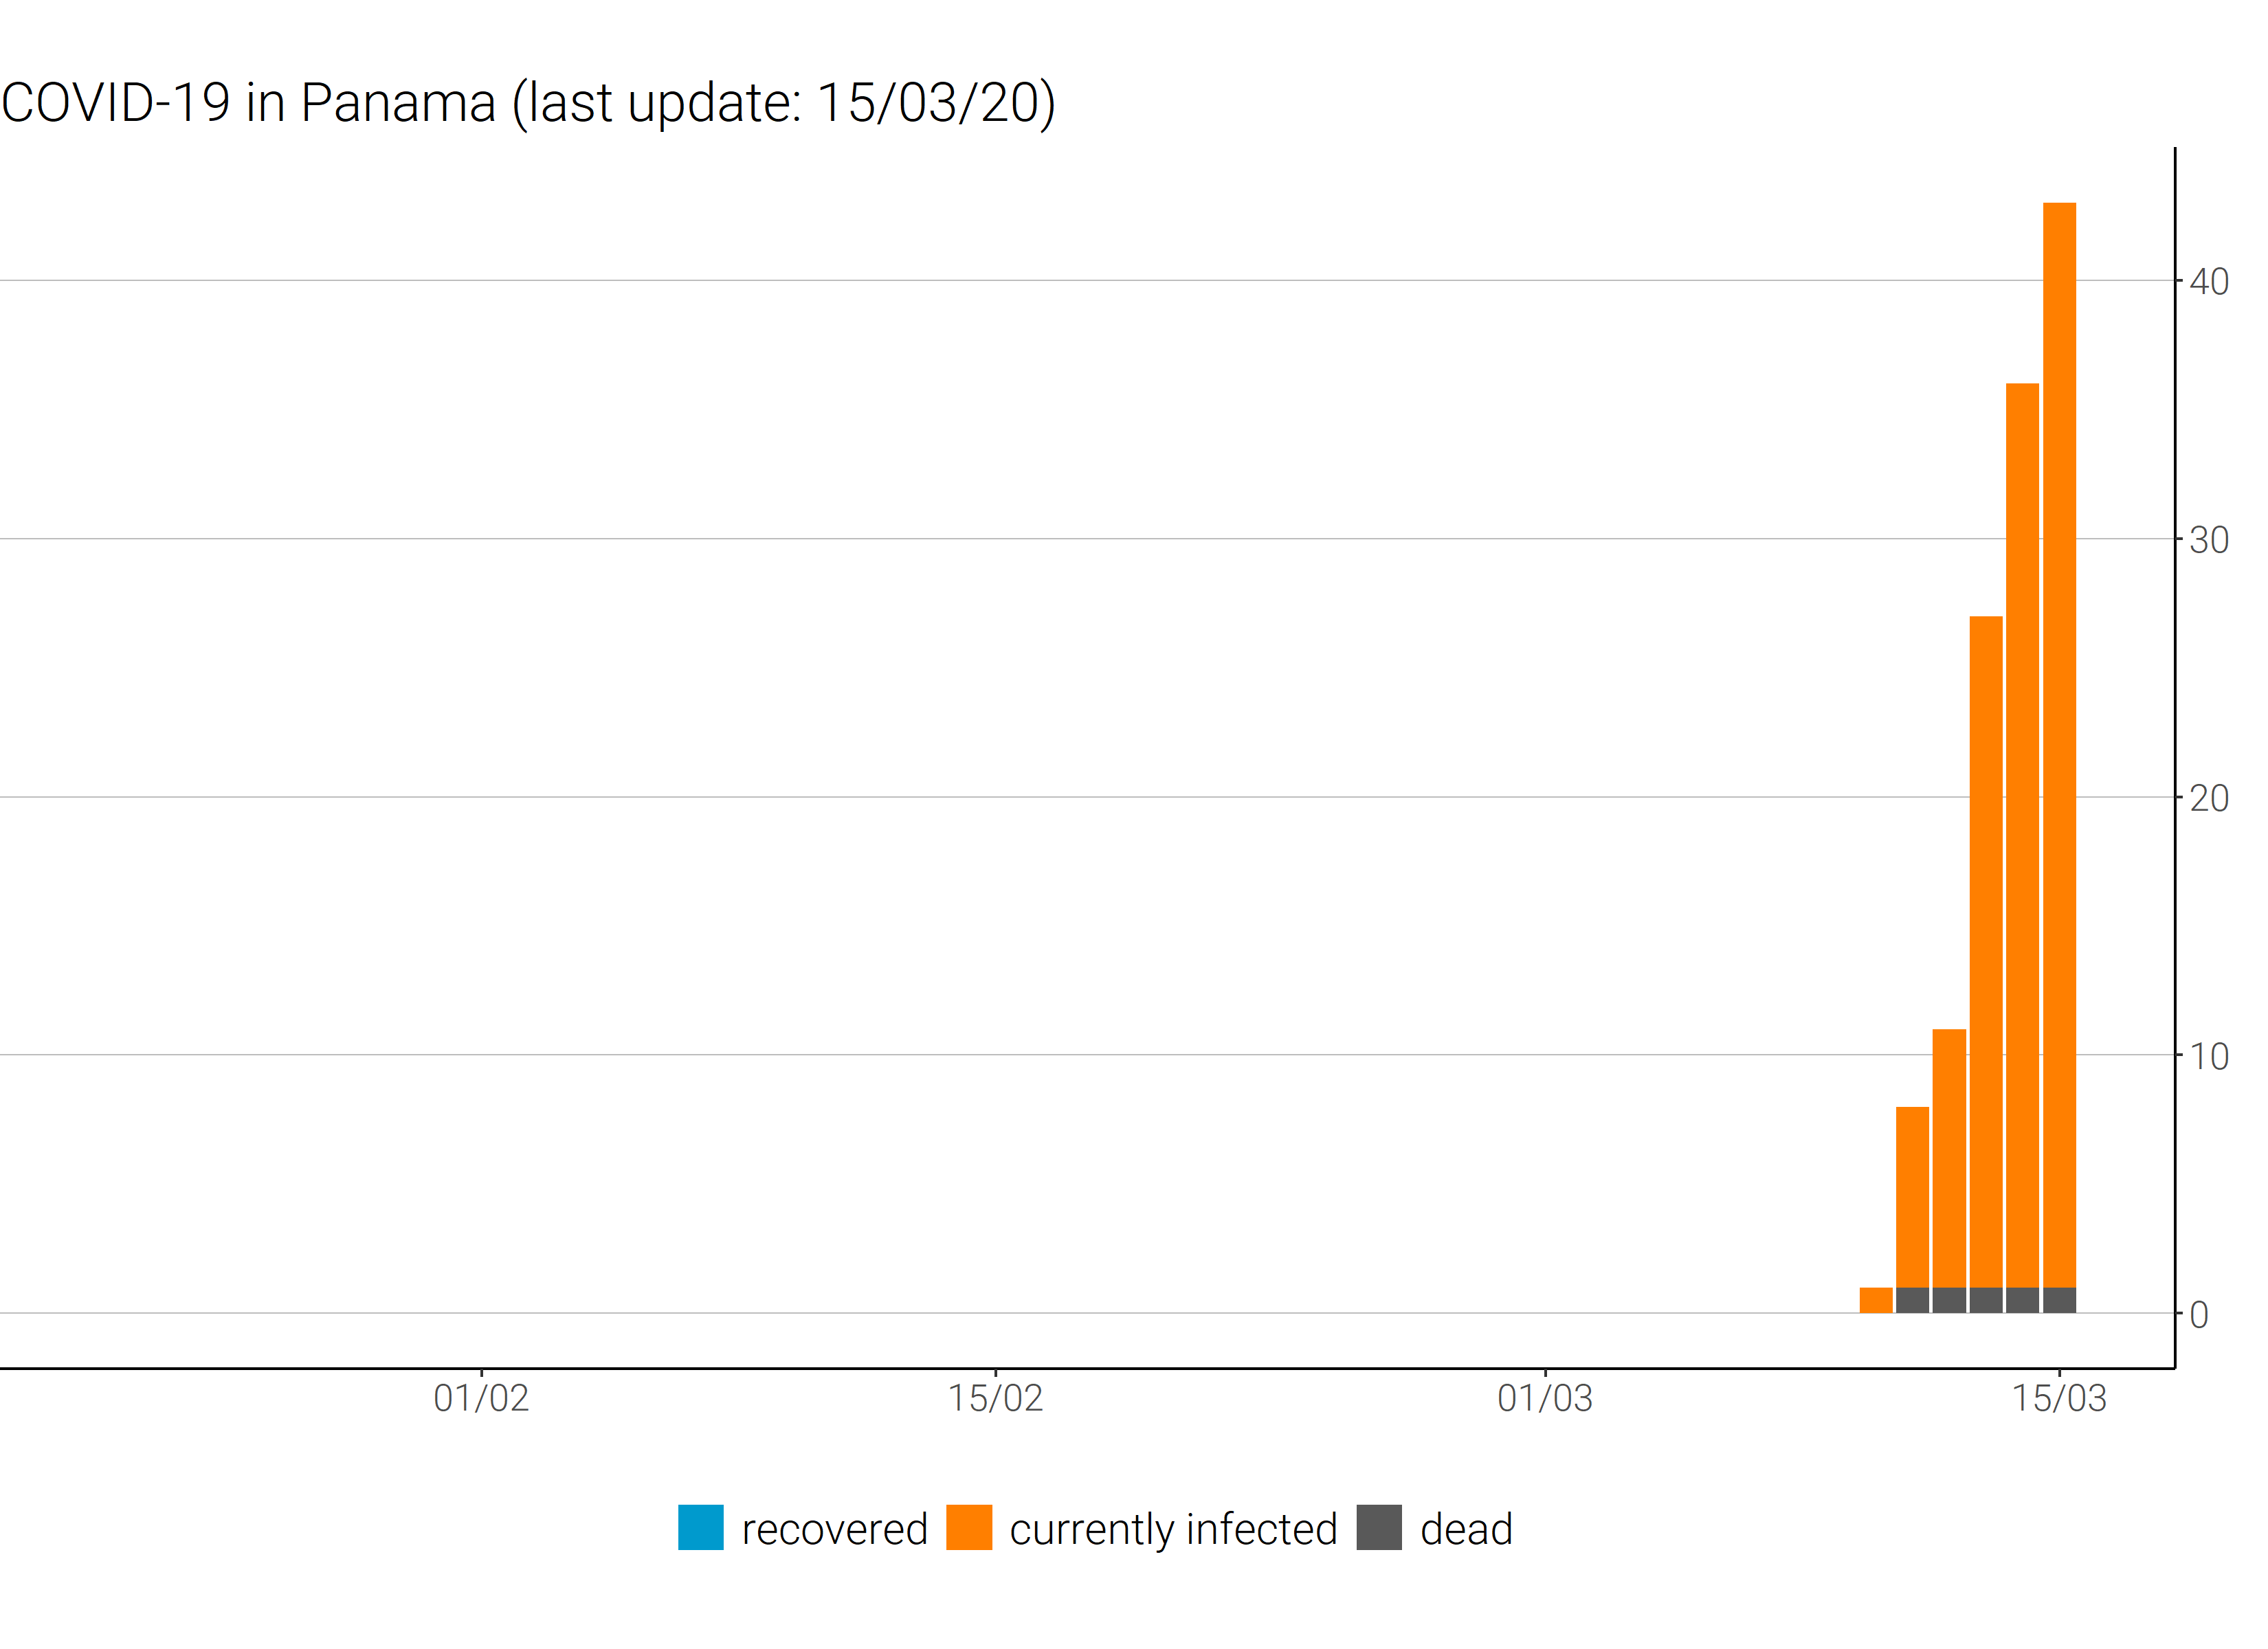 COVID-19 in Panama (last update: 15/03/20)
40
30
20
10
0
01/02 15/02 01/03 15/03
recovered currently infected dead